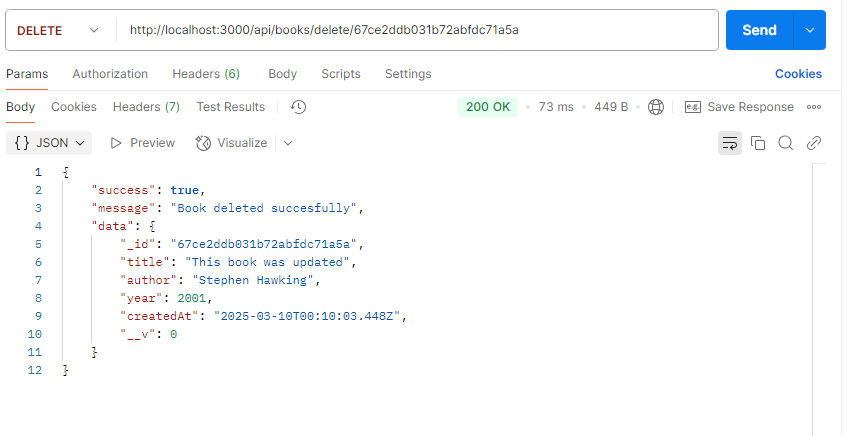 DELETE http://localhost:3000/api/books/delete/67ce2ddb031b72abfdc71a5a Send
Params Authorization Headers (6) Body Scripts Settings Cookies
Body Cookies Headers (7) Test Results 200 OK 73 ms 449 B e.g. Save Response
{} JSON Preview Visualize
1 {
2 "success": true,
3 "message": "Book deleted succesfully",
4 "data": {
5 "_id": "67ce2ddb031b72abfdc71a5a",
6 "title": "This book was updated",
7 "author": "Stephen Hawking",
8 "year": 2001,
9 "createdAt": "2025-03-10T00:10:03.448Z",
10 "__v": 0
11 }
12 }